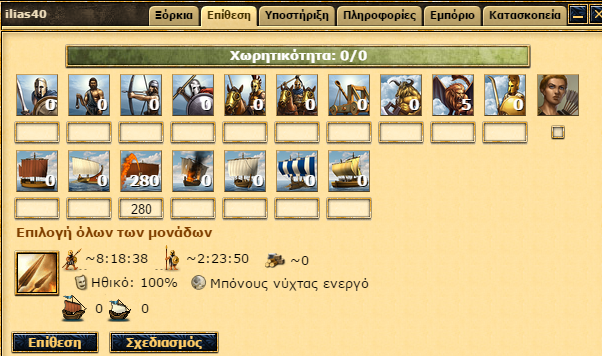 ilias40 Ξόρκια Επίθεση Υποστήριξη Πληροφορίες Εμπόριο Κατασκοπεία
Χωρητικότητα: 0/0
0 0 0 0 0 0 0 0 5 0
0 0 280 0 0 0 0
280
Επιλογή όλων των μονάδων
~8:18:38 ~2:23:50 ~0
Ηθικό: 100% Μπόνους νύχτας ενεργό
0 0
Επίθεση Σχεδιασμός